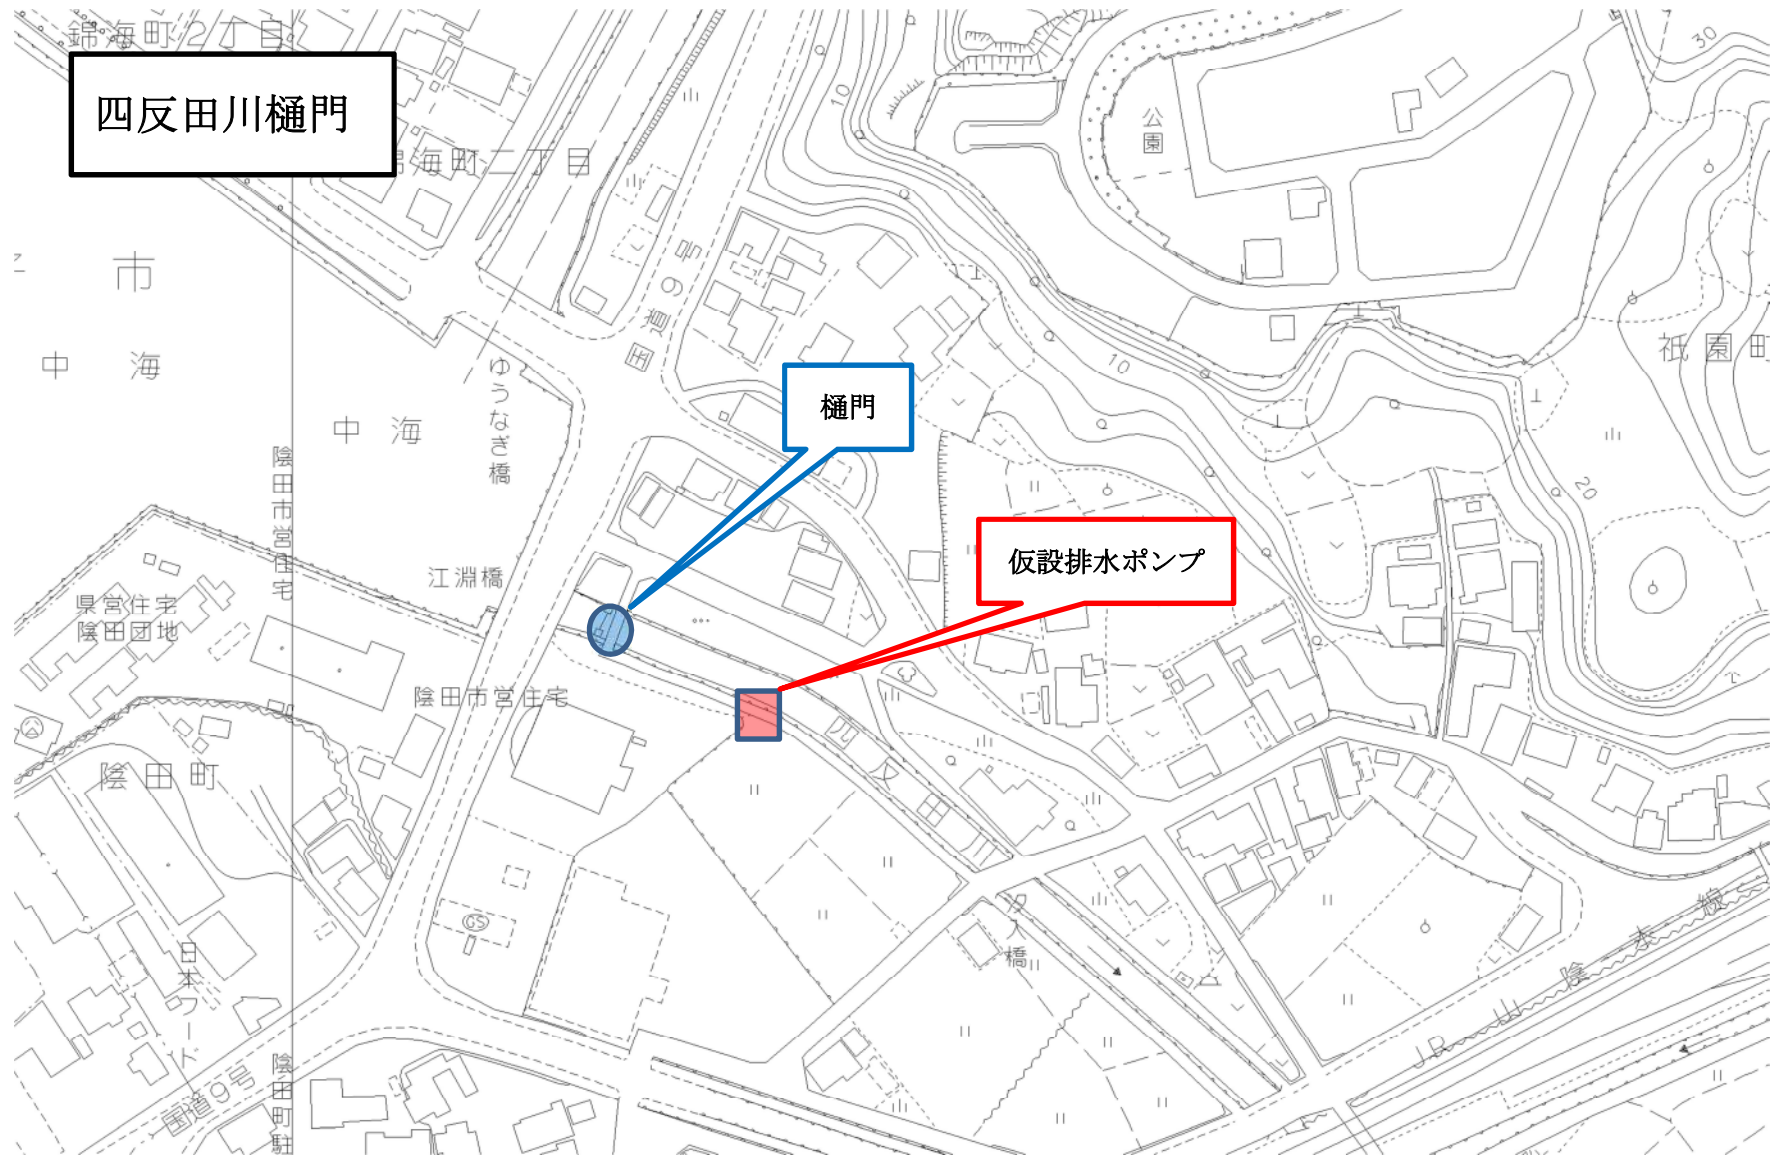 錦海町2丁目
四反田川樋門
錦海町二丁目
公園
10
30
市
国道9号
中海
中海
ゆうなぎ橋
10
祇園町
樋門
陰田市営住宅
20
仮設排水ポンプ
江淵橋
県営住宅
陰田団地
陰田市営住宅
四反田川
陰田町
GS
汐入橋
日本フード
JR山陰本線
国道9号
陰田町駐